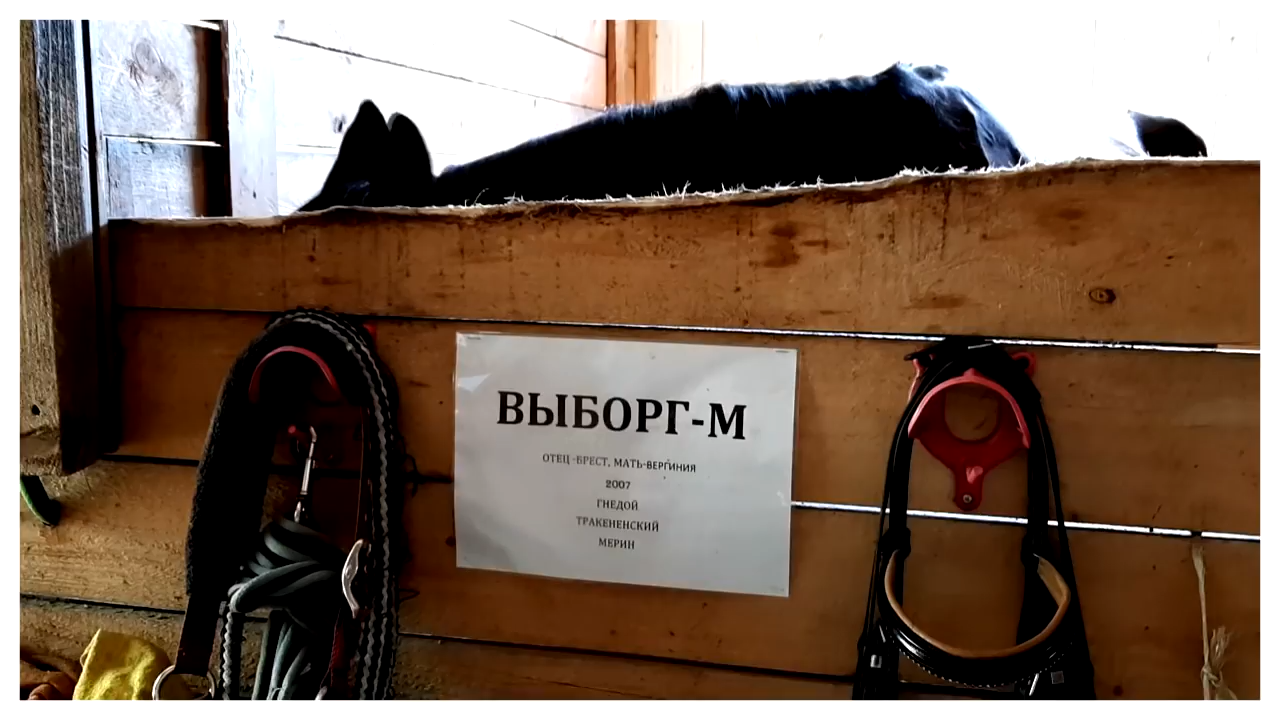 ВЫБОРГ-М
ОТЕЦ -БРЕСТ, МАТЬ-ВЕРГИНИЯ
2007
ГНЕДОЙ
ТРАКЕНЕНСКИЙ
МЕРИН